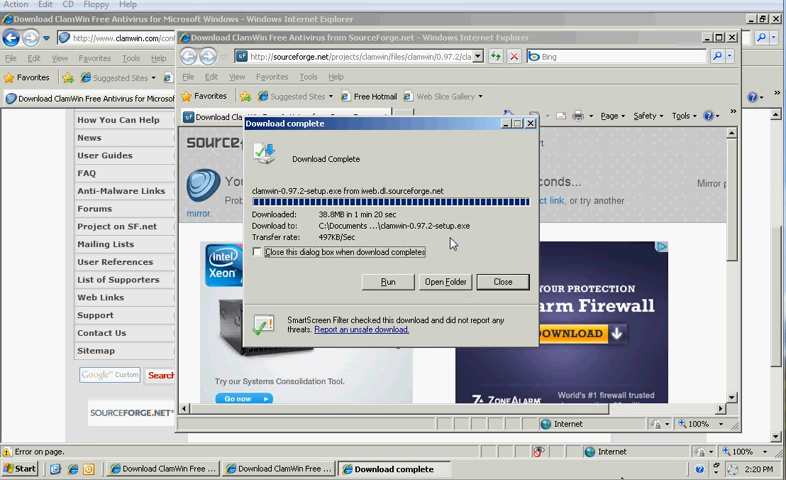 Action Edit CD Floppy Help
Download ClamWin Free Antivirus for Microsoft Windows - Windows Internet Explorer
http://www.clamwin.com/con
File Edit View Favorites Tools Help
Favorites Suggested Sites
Download ClamWin Free Antivirus for Microsof
How You Can Help
News
User Guides
FAQ
Anti-Malware Links
Forums
Project on SF.net
Mailing Lists
User References
List of Supporters
Web Links
Support
Contact Us
Sitemap
Google™ Custom Search
SOURCEFORGE.NET®
Download ClamWin Free Antivirus from SourceForge.net - Windows Internet Explorer
http://sourceforge.net/projects/clamwin/files/clamwin/0.97.2/cla
Bing
File Edit View Favorites Tools Help
Favorites Suggested Sites Free Hotmail Web Slice Gallery
Download ClamWin Free
Page Safety Tools
Mirror p
mirror.
ct link, or try another
Download complete
Download Complete
clamwin-0.97.2-setup.exe from iweb.dl.sourceforge.net
Downloaded: 38.8MB in 1 min 20 sec
Download to: C:\Documents ...\clamwin-0.97.2-setup.exe
Transfer rate: 497KB/Sec
Close this dialog box when download completes
Run Open Folder Close
SmartScreen Filter checked this download and did not report any
threats. Report an unsafe download.
intel
Xeon
Try our Systems Consolidation Tool.
Go now
arm Firewall
DOWNLOAD
World's #1 firewall trusted
ZONEALARM
Internet 100%
Error on page. Internet 100%
Start Download ClamWin Free ... Download ClamWin Free ... Download complete 2:20 PM